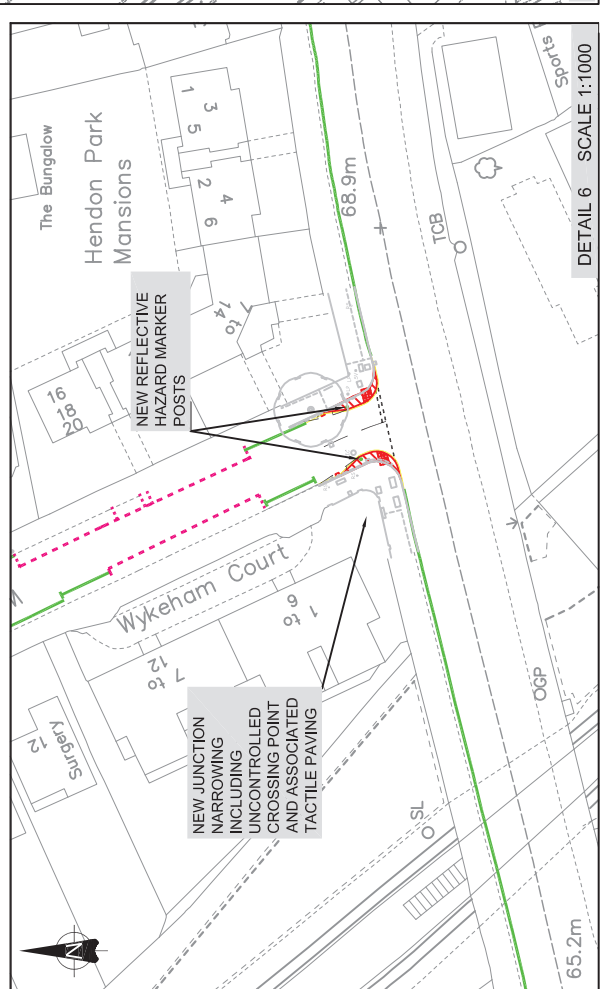 The Bungalow
Hendon Park
Mansions
1
3
5
2
4
6
7 to
14
16
18
20
68.9m
TCB
Sports
DETAIL 6 SCALE 1:1000
NEW REFLECTIVE
HAZARD MARKER
POSTS
Wykeham Court
1 to
6
7 to
12
12
Surgery
NEW JUNCTION
NARROWING
INCLUDING
UNCONTROLLED
CROSSING POINT
AND ASSOCIATED
TACTILE PAVING
OGP
SL
65.2m
N